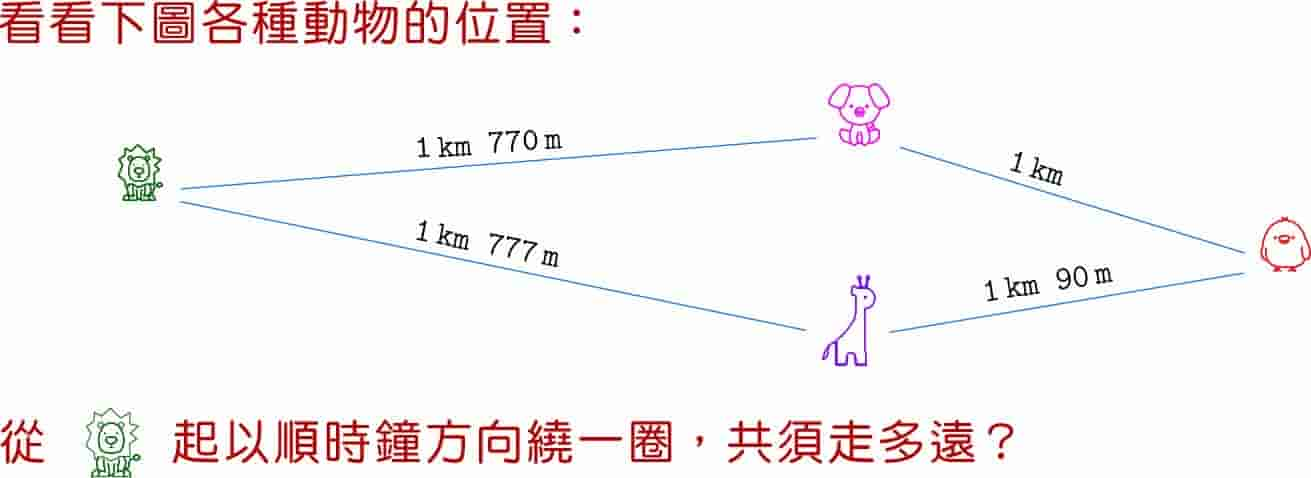 看看下圖各種動物的位置：
1 km 770 m
1 km
1 km 777 m
1 km 90 m
從 起以順時鐘方向繞一圈，共須走多遠？